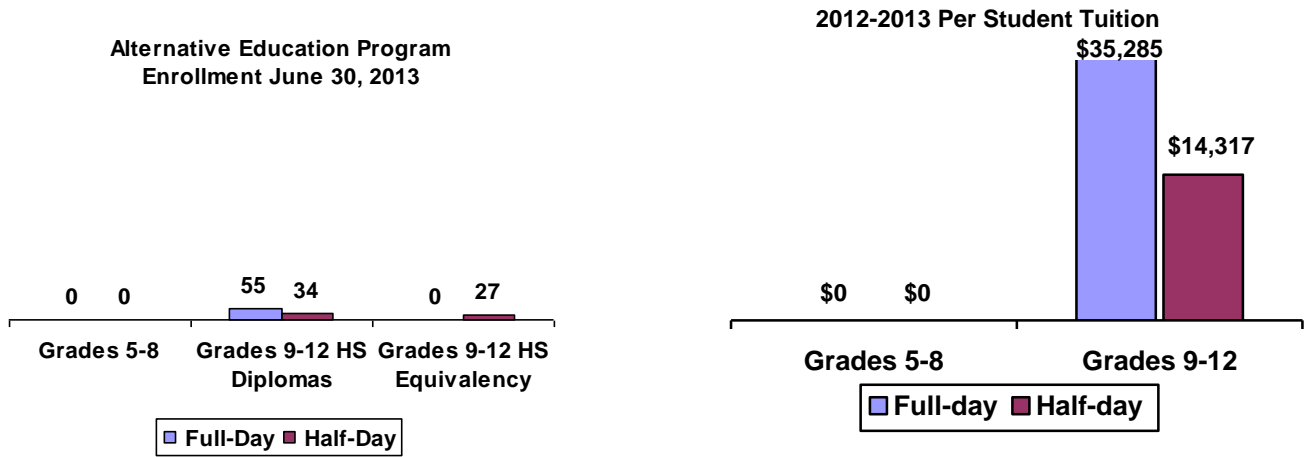 Alternative Education Program
Enrollment June 30, 2013
0 0 55 34 0 27
Grades 5-8 Grades 9-12 HS Diplomas Grades 9-12 HS Equivalency
Full-Day Half-Day
2012-2013 Per Student Tuition
$35,285
$14,317
$0 $0
Grades 5-8 Grades 9-12
Full-day Half-day